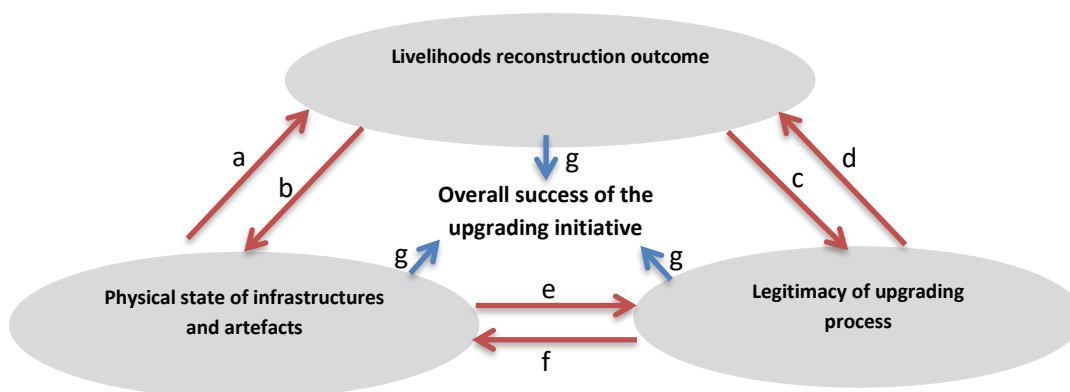 Livelihoods reconstruction outcome
a
b
g
c
d
Overall success of the
upgrading initiative
g
g
Physical state of infrastructures
and artefacts
e
f
Legitimacy of upgrading
process